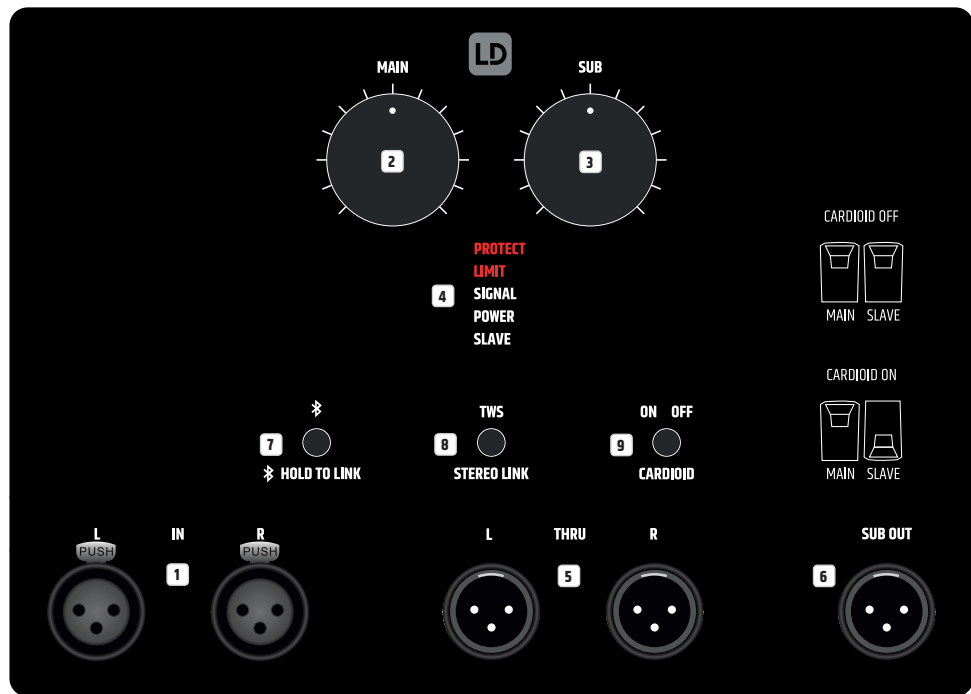 LD
MAIN
SUB
2
3
PROTECT
LIMIT
4
SIGNAL
POWER
SLAVE
CARDIOID OFF
MAIN SLAVE
CARDIOID ON
MAIN SLAVE
TWS
ON OFF
7
8
9
HOLD TO LINK
STEREO LINK
CARDIOID
L IN R
PUSH PUSH
1
L THRU R
5
SUB OUT
6